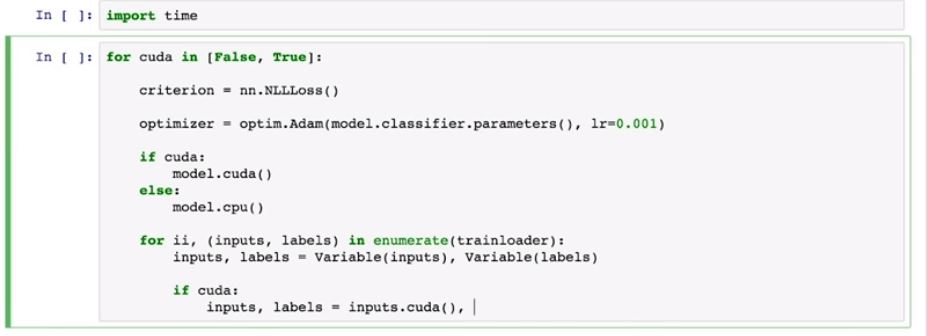 In [ ]: import time
In [ ]: for cuda in [False, True]:
criterion = nn.NLLLoss()
optimizer = optim.Adam(model.classifier.parameters(), lr=0.001)
if cuda:
model.cuda()
else:
model.cpu()
for ii, (inputs, labels) in enumerate(trainloader):
inputs, labels = Variable(inputs), Variable(labels)
if cuda:
inputs, labels = inputs.cuda(),